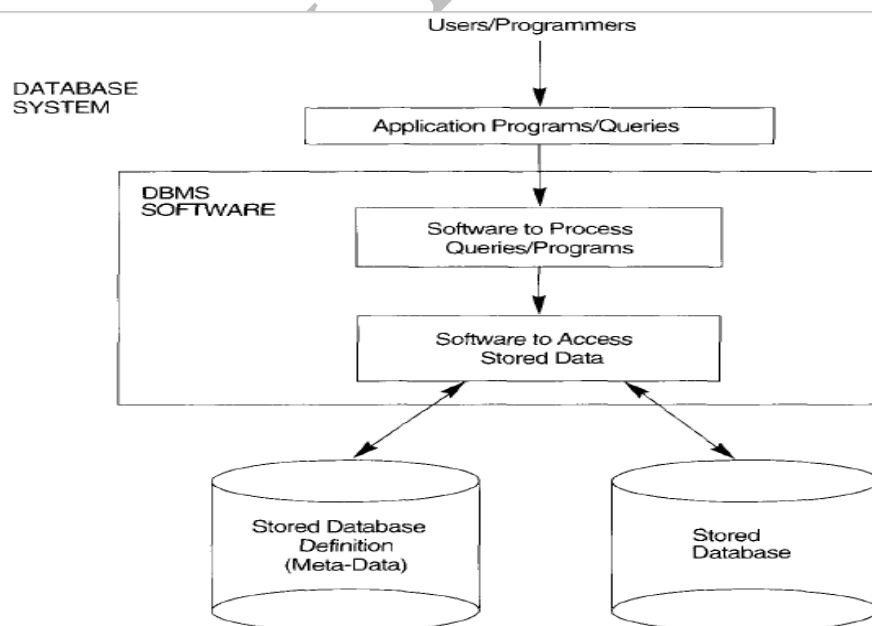 Users/Programmers
DATABASE
SYSTEM
Application Programs/Queries
DBMS
SOFTWARE
Software to Process
Queries/Programs
Software to Access
Stored Data
Stored Database
Definition
(Meta-Data)
Stored
Database